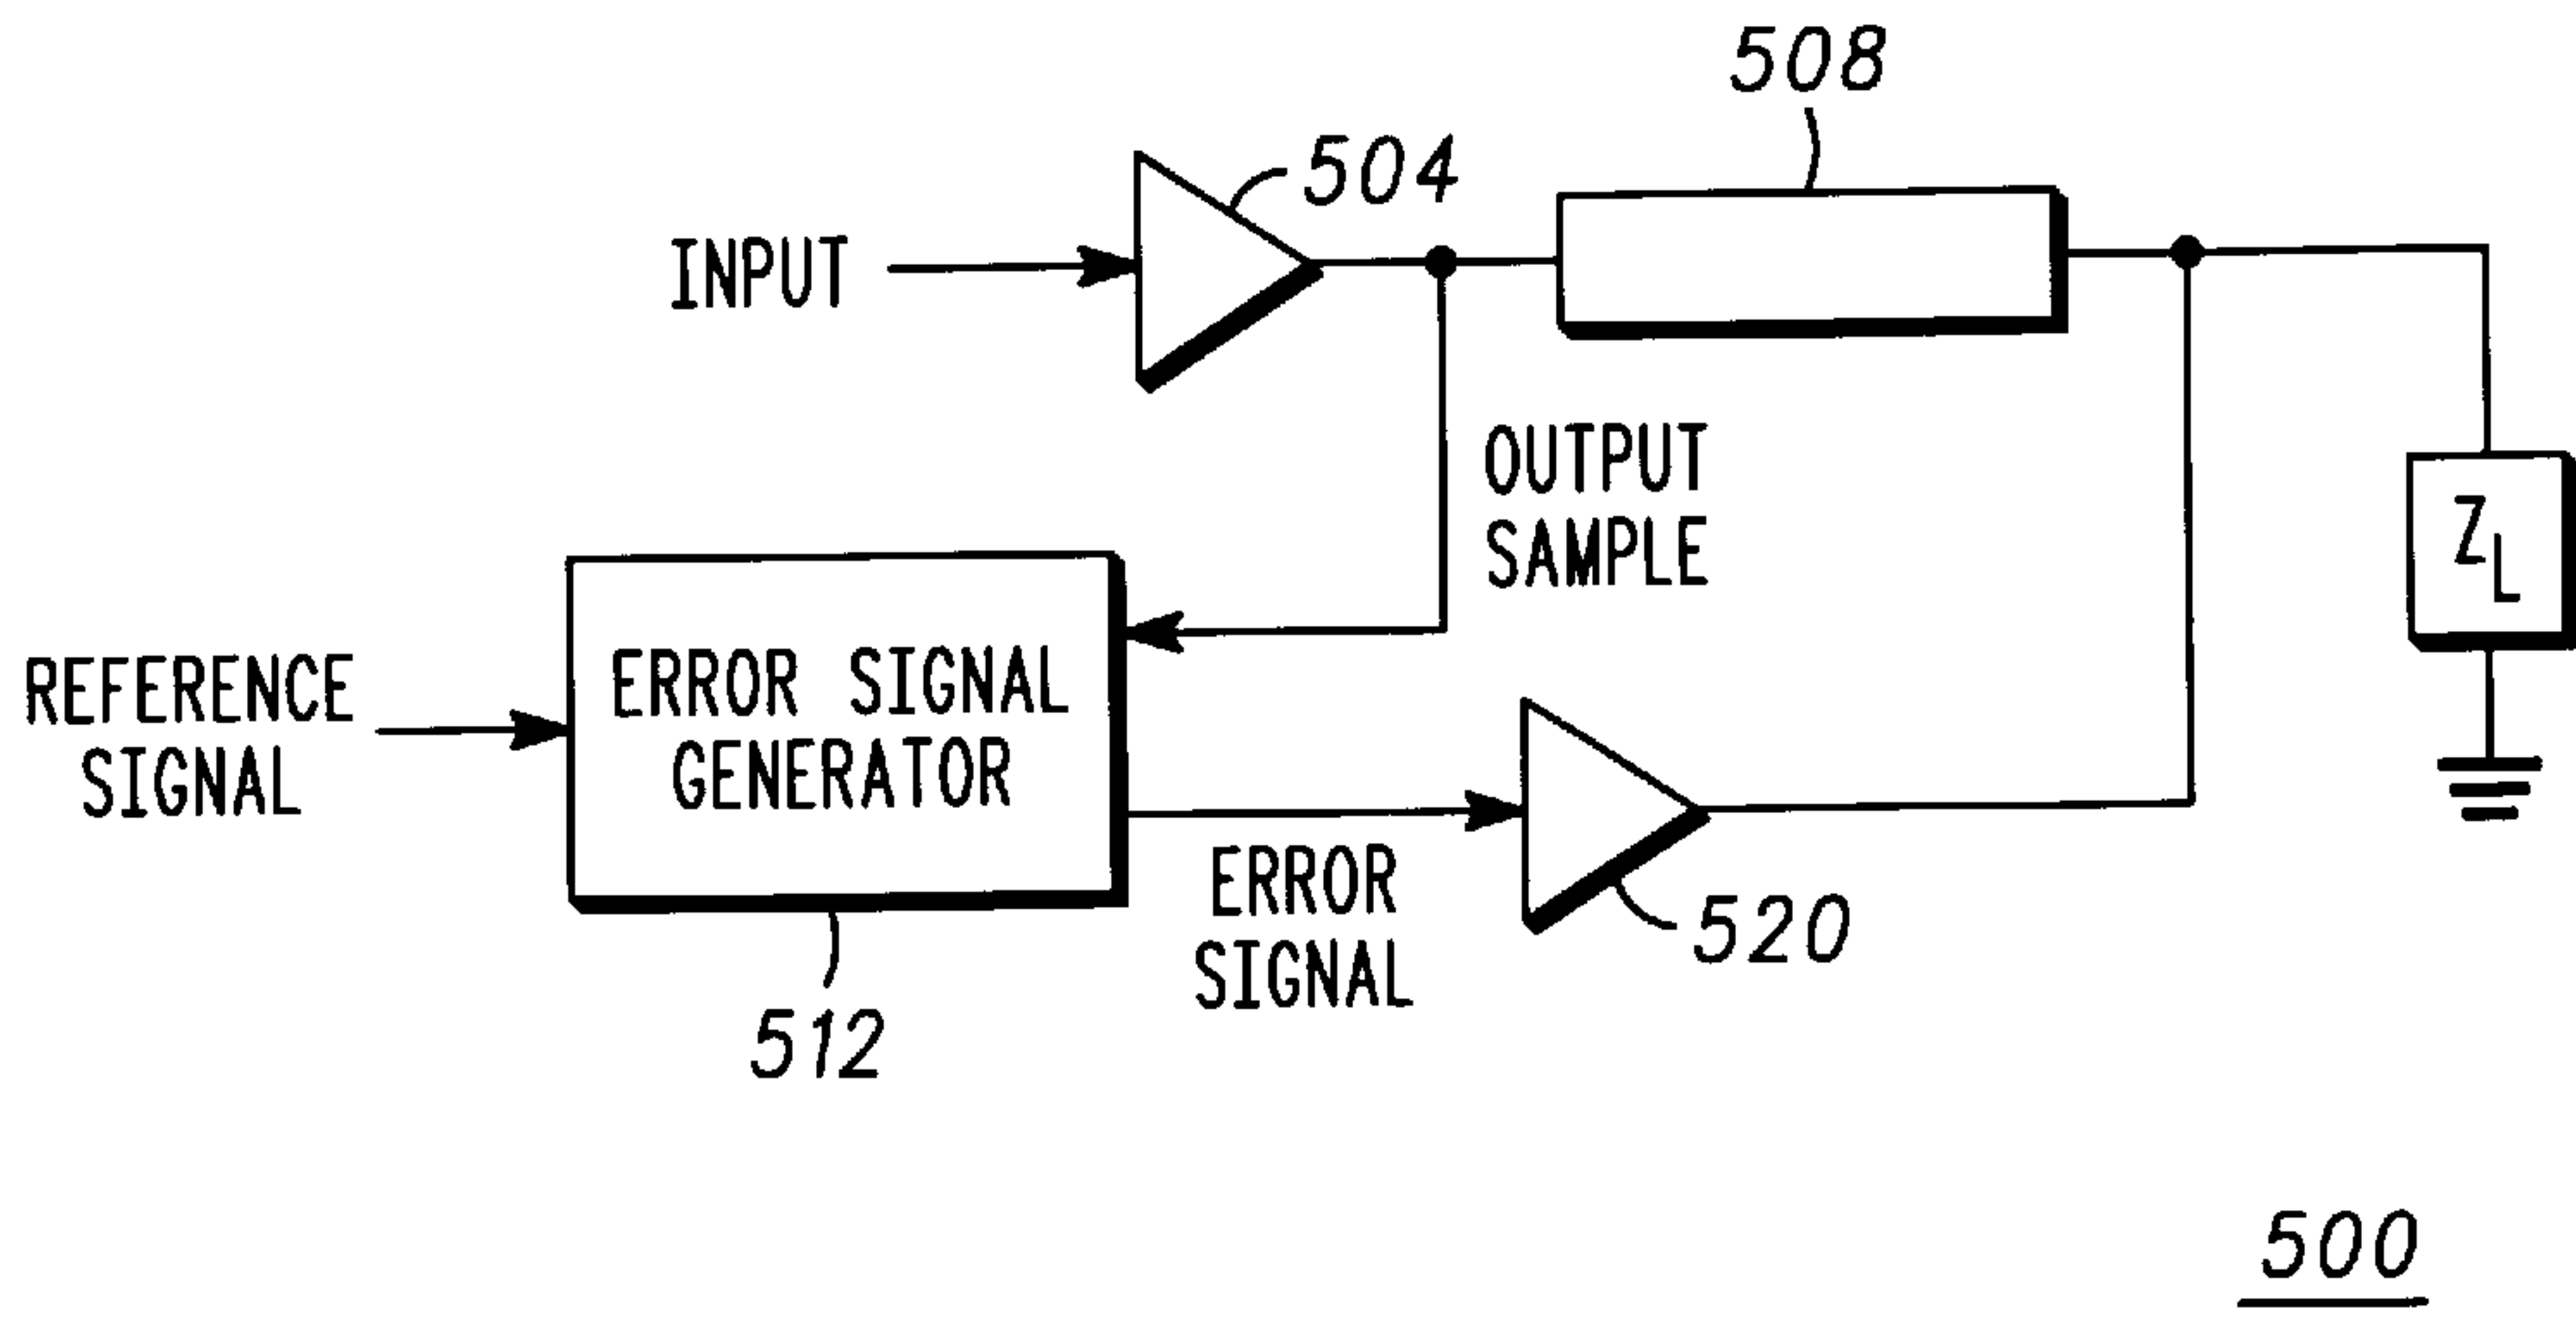 508
504
INPUT
OUTPUT
SAMPLE
Z_L
REFERENCE
SIGNAL
ERROR SIGNAL
GENERATOR
ERROR
SIGNAL
520
512
500